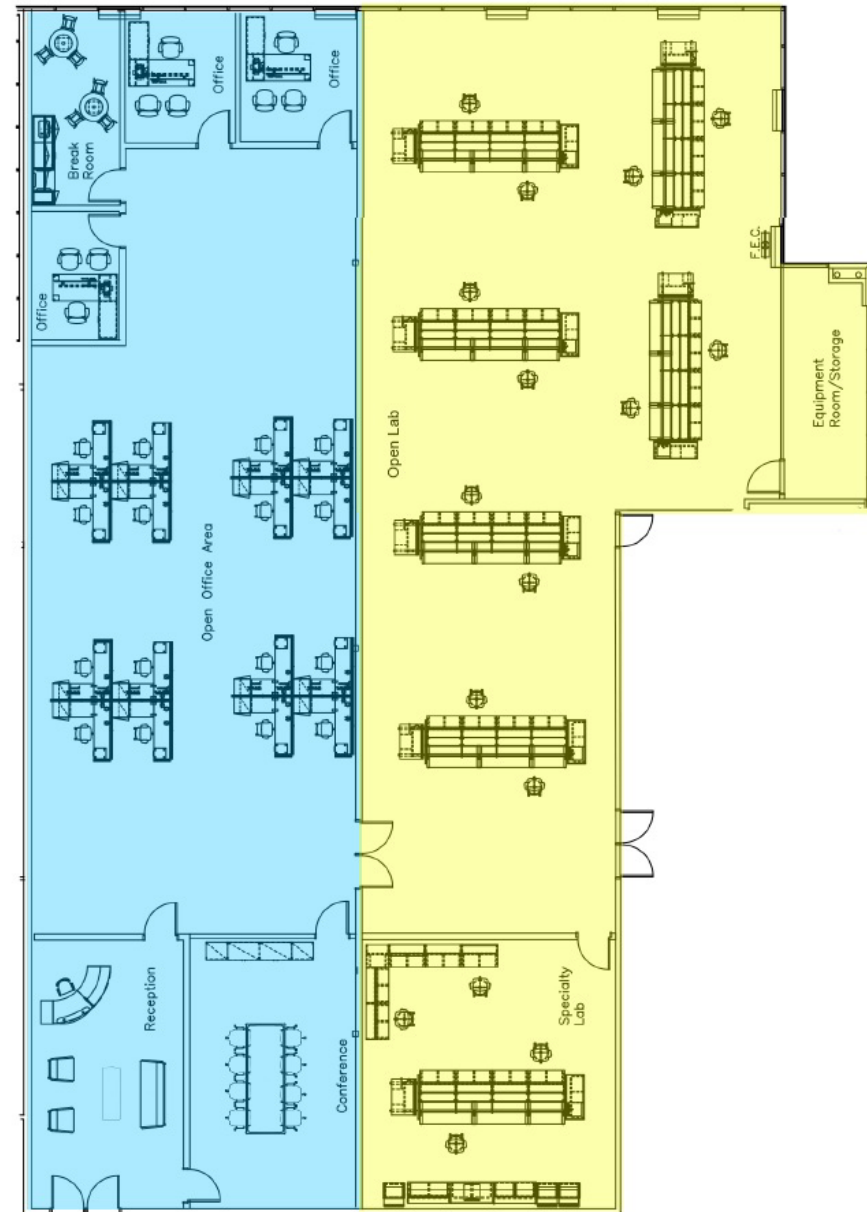 Office
Office
Break
Room
Office
F.E.C.
Equipment
Room/Storage
Open Lab
Open Office Area
Reception
Conference
Specialty
Lab